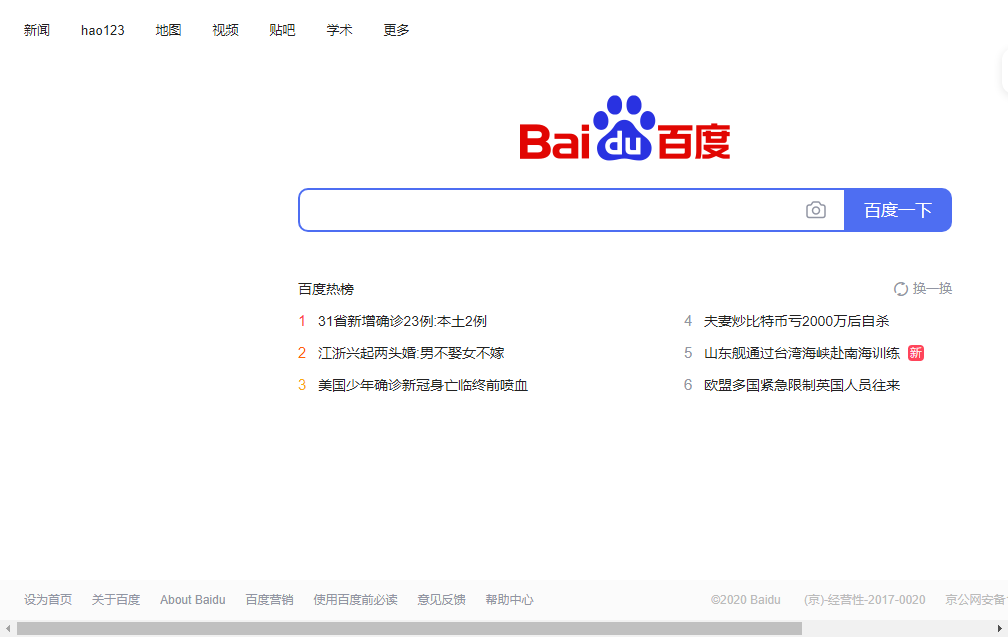 新闻 hao123 地图 视频 贴吧 学术 更多
Baidu百度
百度一下
百度热榜 换一换
1 31省新增确诊23例:本土2例
2 江浙兴起两头婚:男不娶女不嫁
3 美国少年确诊新冠身亡临终前喷血
4 夫妻炒比特币亏2000万后自杀
5 山东舰通过台湾海峡赴南海训练 新
6 欧盟多国紧急限制英国人员往来
设为首页 关于百度 About Baidu 百度营销 使用百度前必读 意见反馈 帮助中心 ©2020 Baidu (京)-经营性-2017-0020 京公网安备